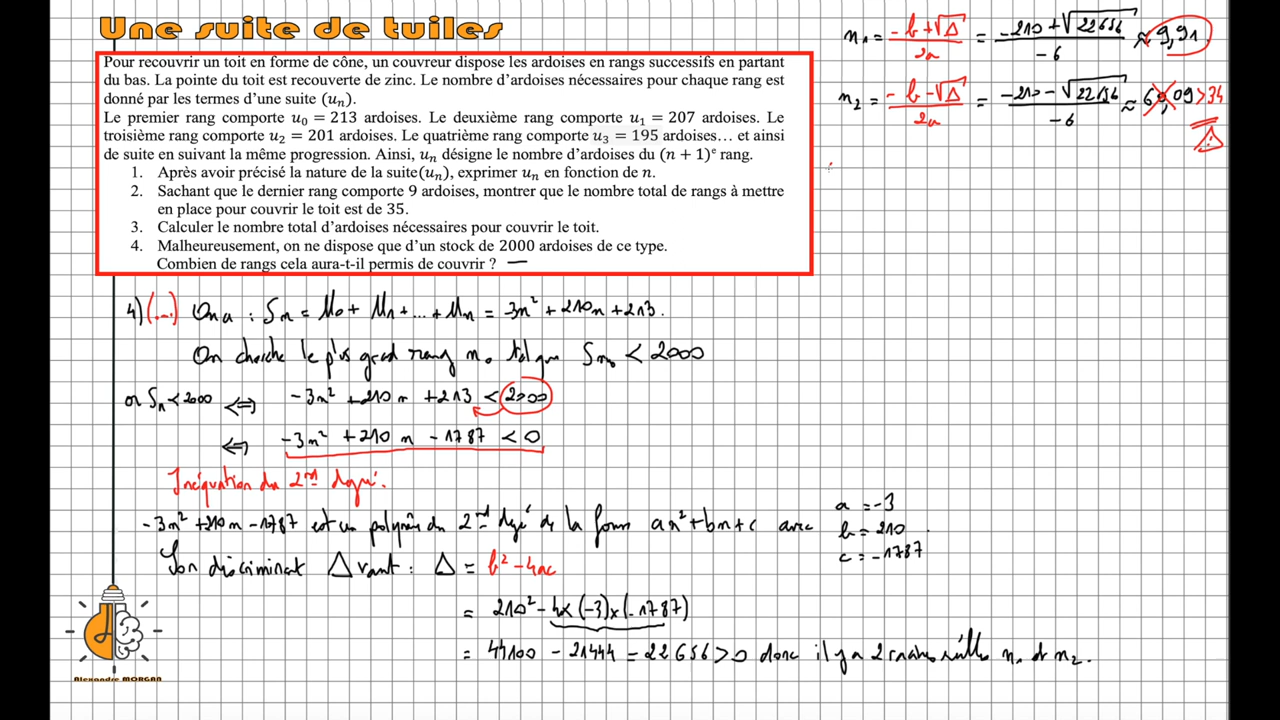 Une suite de tuiles
Pour recouvrir un toit en forme de cône, un couvreur dispose les ardoises en rangs successifs en partant
du bas. La pointe du toit est recouverte de zinc. Le nombre d'ardoises nécessaires pour chaque rang est
donné par les termes d'une suite (uₙ).
Le premier rang comporte u₀ = 213 ardoises. Le deuxième rang comporte u₁ = 207 ardoises. Le
troisième rang comporte u₂ = 201 ardoises. Le quatrième rang comporte u₃ = 195 ardoises… et ainsi
de suite en suivant la même progression. Ainsi, uₙ désigne le nombre d'ardoises du (n + 1)ᵉ rang.
1. Après avoir précisé la nature de la suite(uₙ), exprimer uₙ en fonction de n.
2. Sachant que le dernier rang comporte 9 ardoises, montrer que le nombre total de rangs à mettre
en place pour couvrir le toit est de 35.
3. Calculer le nombre total d'ardoises nécessaires pour couvrir le toit.
4. Malheureusement, on ne dispose que d'un stock de 2000 ardoises de ce type.
Combien de rangs cela aura-t-il permis de couvrir ?
n₁ = -b+√Δ / 2a = -210 + √22656 / -6 ≈ 9,91
n₂ = -b-√Δ / 2a = -210 - √22656 / -6 ≈ 60,09 > 34
4) (...) On a : Sₙ = u₀ + u₁ + ... + uₙ = 3n² + 210n + 213.
On cherche le plus grand rang n₀ tel que Sₙ₀ < 2000
or Sₙ < 2000 ⇔ -3n² + 210n + 213 < 2000
⇔ -3n² + 210n - 1787 < 0
Inéquation du 2nd degré.
-3n² + 210n - 1787 est un polynôme du 2nd degré de la forme an² + bn + c avec
a = -3
b = 210
c = -1787
Son discriminant Δ vaut : Δ = b² - 4ac
= 210² - 4×(-3)×(-1787)
= 44100 - 21444 = 22656 > 0 donc il y a 2 racines réelles n₁ et n₂.
Alexandre MORGAN